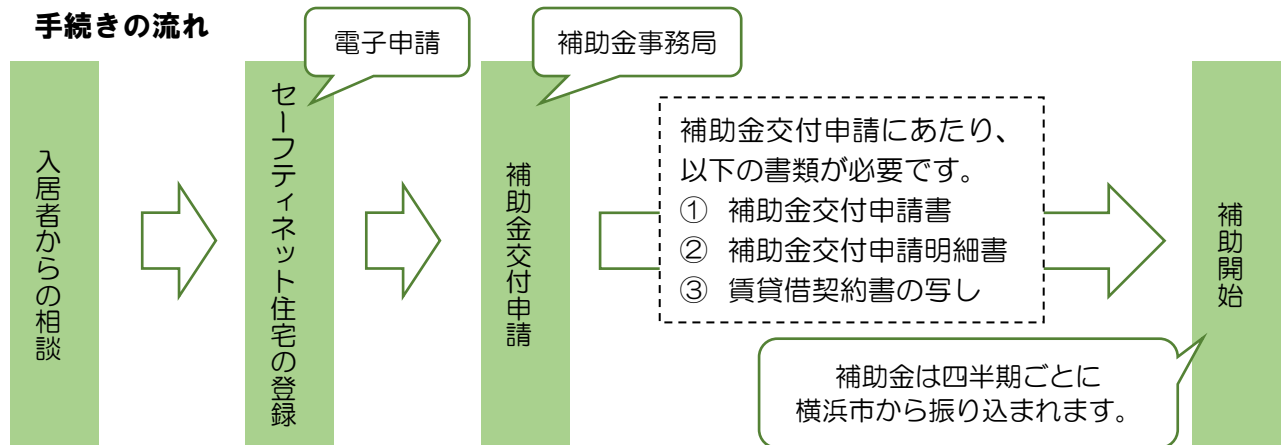 手続きの流れ
入居者からの相談
電子申請
セーフティネット住宅の登録
補助金事務局
補助金交付申請
補助金交付申請にあたり、
以下の書類が必要です。
① 補助金交付申請書
② 補助金交付申請明細書
③ 賃貸借契約書の写し
補助開始
補助金は四半期ごとに
横浜市から振り込まれます。